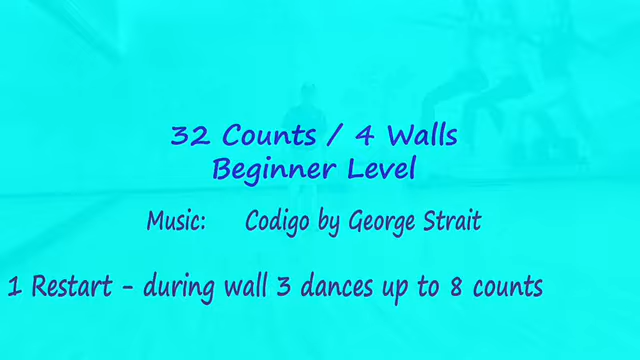 32 Counts / 4 Walls
Beginner Level
Music: Codigo by George Strait
1 Restart - during wall 3 dances up to 8 counts